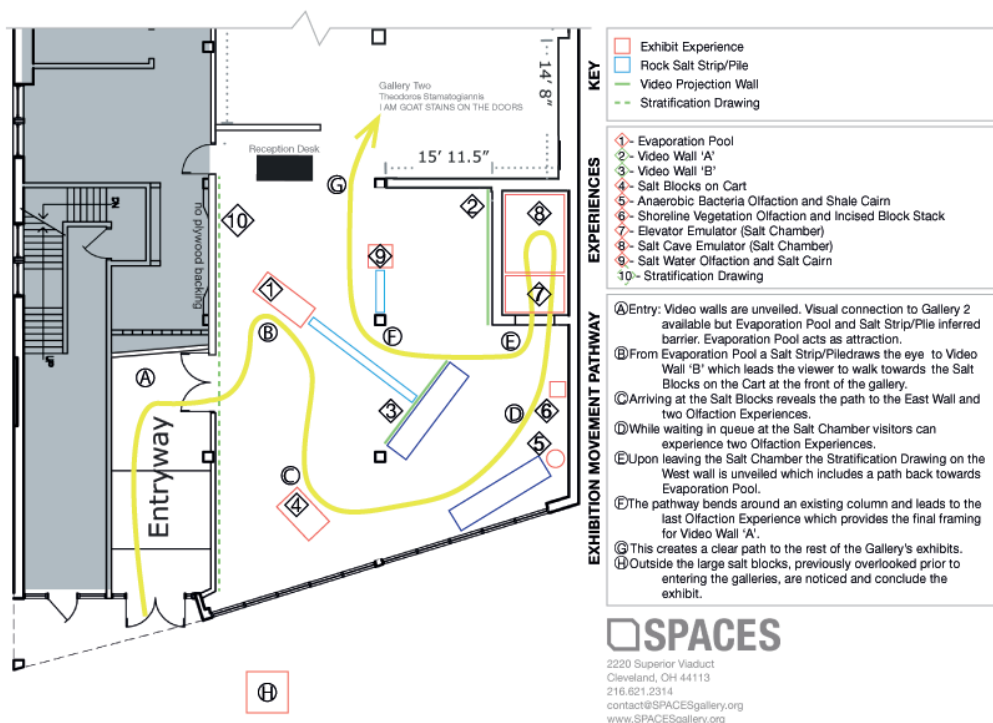 14' 8"
Gallery Two
Theodoros Stamatogiannis
I AM GOAT STAINS ON THE DOORS
Reception Desk
15' 11.5"
G
2
8
10
no plywood backing
DN
UP
9
7
1
B
F
E
A
3
D
6
5
Entryway
C
4
H
KEY
Exhibit Experience
Rock Salt Strip/Pile
Video Projection Wall
Stratification Drawing
EXPERIENCES
1 - Evaporation Pool
2 - Video Wall ‘A’
3 - Video Wall ‘B’
4 - Salt Blocks on Cart
5 - Anaerobic Bacteria Olfaction and Shale Cairn
6 - Shoreline Vegetation Olfaction and Incised Block Stack
7 - Elevator Emulator (Salt Chamber)
8 - Salt Cave Emulator (Salt Chamber)
9 - Salt Water Olfaction and Salt Cairn
10 - Stratification Drawing
EXHIBITION MOVEMENT PATHWAY
A Entry: Video walls are unveiled. Visual connection to Gallery 2
available but Evaporation Pool and Salt Strip/Plie inferred
barrier. Evaporation Pool acts as attraction.
B From Evaporation Pool a Salt Strip/Piledraws the eye to Video
Wall ‘B’ which leads the viewer to walk towards the Salt
Blocks on the Cart at the front of the gallery.
C Arriving at the Salt Blocks reveals the path to the East Wall and
two Olfaction Experiences.
D While waiting in queue at the Salt Chamber visitors can
experience two Olfaction Experiences.
E Upon leaving the Salt Chamber the Stratification Drawing on the
West wall is unveiled which includes a path back towards
Evaporation Pool.
F The pathway bends around an existing column and leads to the
last Olfaction Experience which provides the final framing
for Video Wall ‘A’.
G This creates a clear path to the rest of the Gallery’s exhibits.
H Outside the large salt blocks, previously overlooked prior to
entering the galleries, are noticed and conclude the
exhibit.
SPACES
2220 Superior Viaduct
Cleveland, OH 44113
216.621.2314
contact@SPACESgallery.org
www.SPACESgallery.org